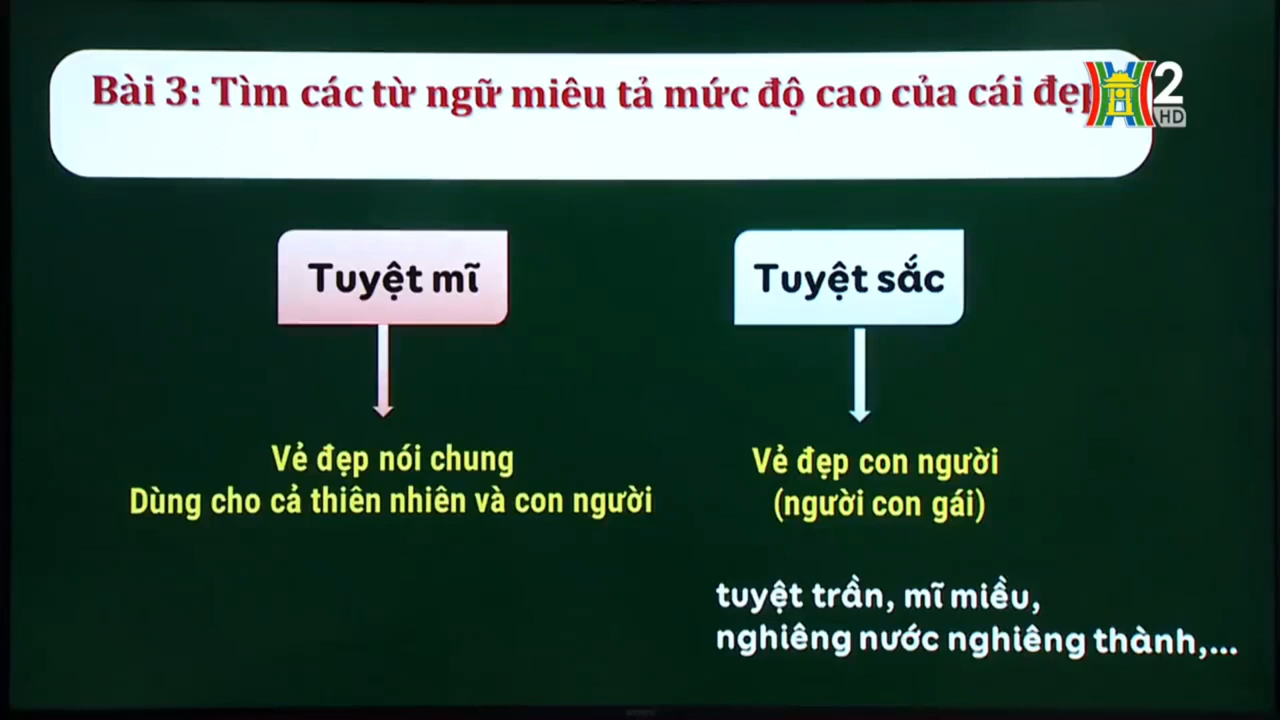 Bài 3: Tìm các từ ngữ miêu tả mức độ cao của cái đẹp
2
HD
Tuyệt mĩ
Tuyệt sắc
Vẻ đẹp nói chung
Dùng cho cả thiên nhiên và con người
Vẻ đẹp con người
(người con gái)
tuyệt trần, mĩ miều,
nghiêng nước nghiêng thành,...